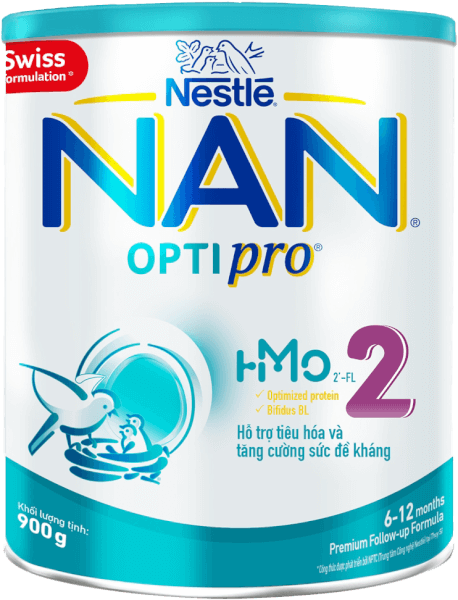 Swiss
formulation®
Nestlé®
NAN®
OPTIpro®
HMO 2
2'-FL
✓ Optimized protein
✓ Bifidus BL
Hỗ trợ tiêu hóa và
tăng cường sức đề kháng
Khối lượng tịnh:
900g
6-12 months
Premium Follow-up Formula